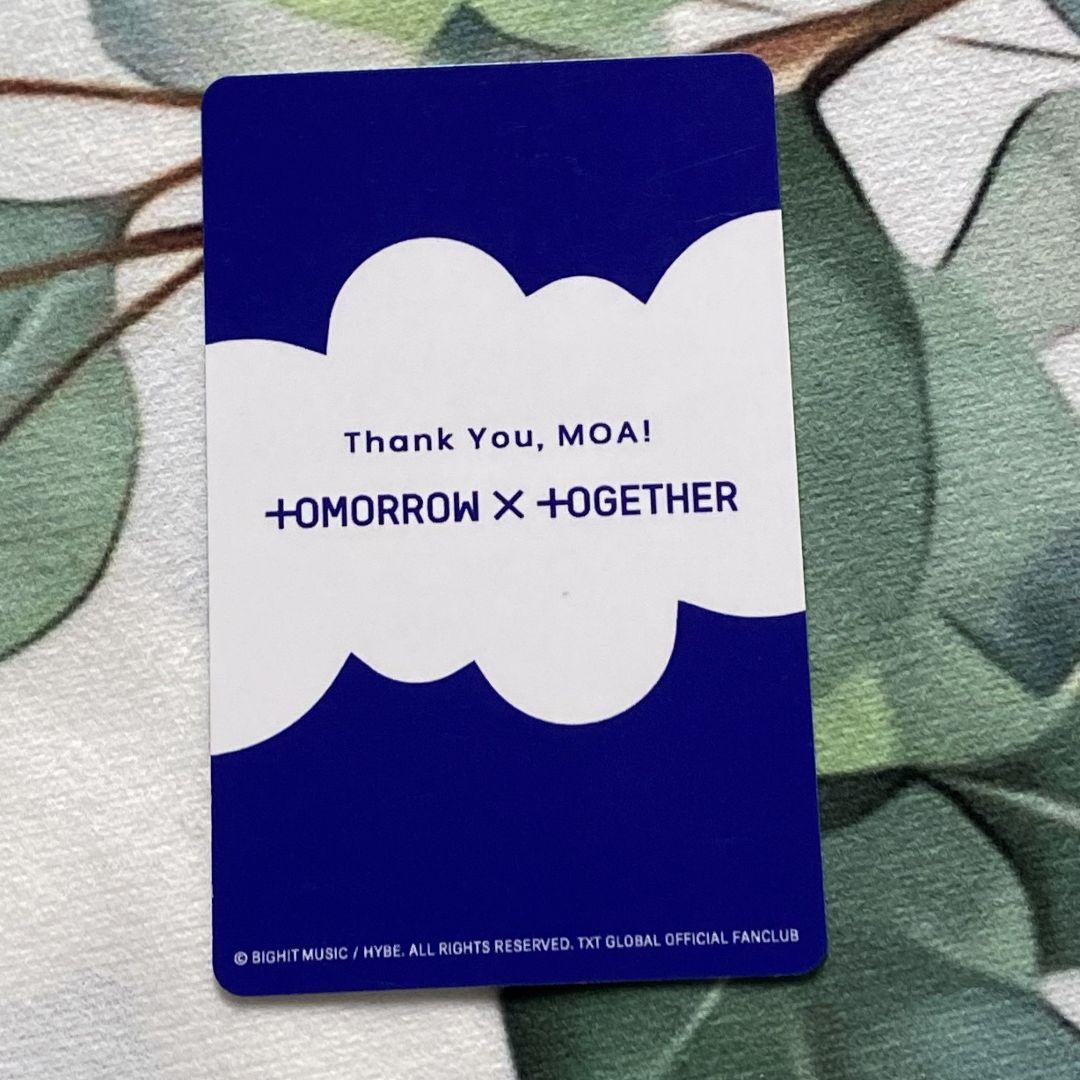 Thank You, MOA!
TOMORROW X TOGETHER
© BIGHIT MUSIC / HYBE. ALL RIGHTS RESERVED. TXT GLOBAL OFFICIAL FANCLUB